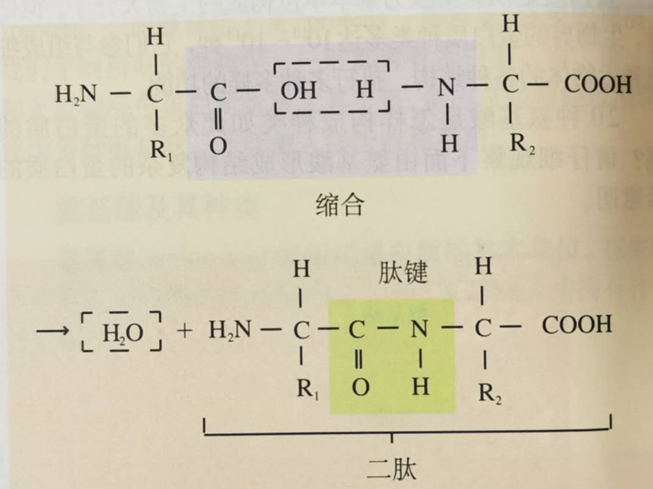 H H
H₂N — C — C — OH H — N — C — COOH
R₁ O H R₂
缩合
H 肽键 H
→ H₂O + H₂N — C — C — N — C — COOH
R₁ O H R₂
二肽